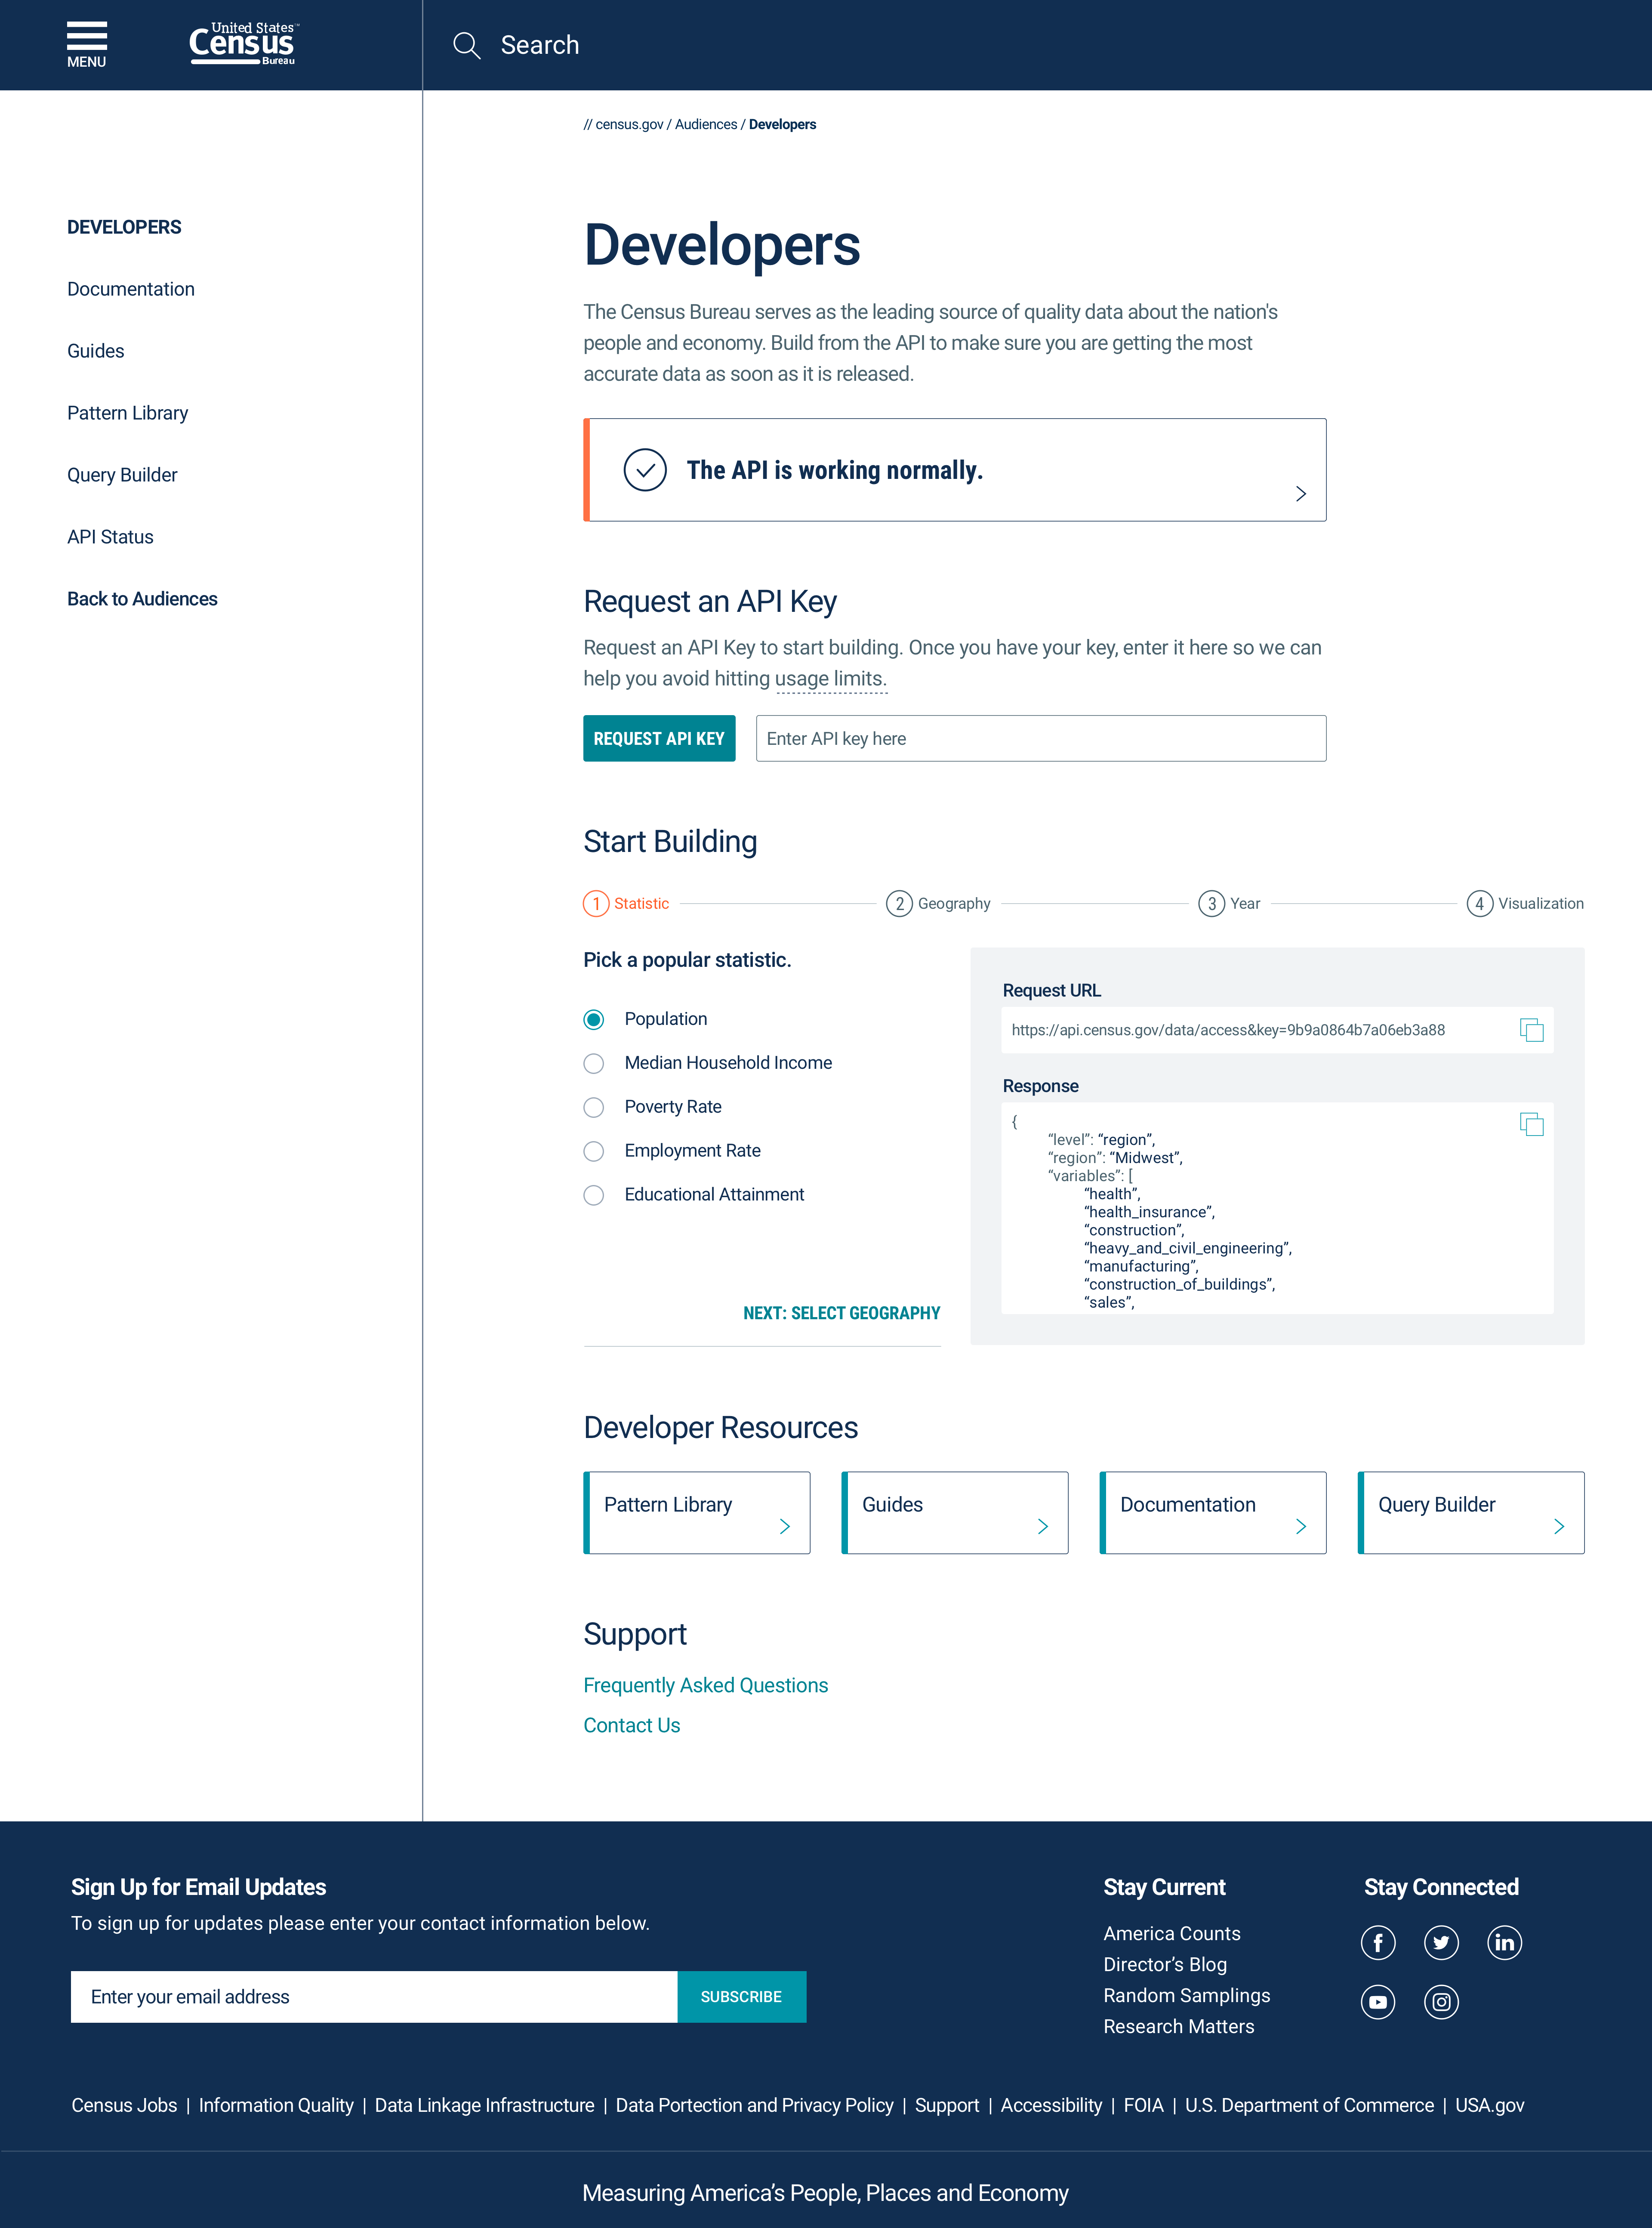 MENU
United States™
Census
Bureau
Search
// census.gov / Audiences / Developers
DEVELOPERS
Documentation
Guides
Pattern Library
Query Builder
API Status
Back to Audiences
Developers
The Census Bureau serves as the leading source of quality data about the nation's
people and economy. Build from the API to make sure you are getting the most
accurate data as soon as it is released.
The API is working normally.
Request an API Key
Request an API Key to start building. Once you have your key, enter it here so we can
help you avoid hitting usage limits.
REQUEST API KEY
Enter API key here
Start Building
1 Statistic
2 Geography
3 Year
4 Visualization
Pick a popular statistic.
Population
Median Household Income
Poverty Rate
Employment Rate
Educational Attainment
NEXT: SELECT GEOGRAPHY
Request URL
https://api.census.gov/data/access&key=9b9a0864b7a06eb3a88
Response
{
“level”: “region”,
“region”: “Midwest”,
“variables”: [
“health”,
“health_insurance”,
“construction”,
“heavy_and_civil_engineering”,
“manufacturing”,
“construction_of_buildings”,
“sales”,
Developer Resources
Pattern Library
Guides
Documentation
Query Builder
Support
Frequently Asked Questions
Contact Us
Sign Up for Email Updates
To sign up for updates please enter your contact information below.
Enter your email address
SUBSCRIBE
Stay Current
America Counts
Director’s Blog
Random Samplings
Research Matters
Stay Connected
Census Jobs | Information Quality | Data Linkage Infrastructure | Data Portection and Privacy Policy | Support | Accessibility | FOIA | U.S. Department of Commerce | USA.gov
Measuring America’s People, Places and Economy